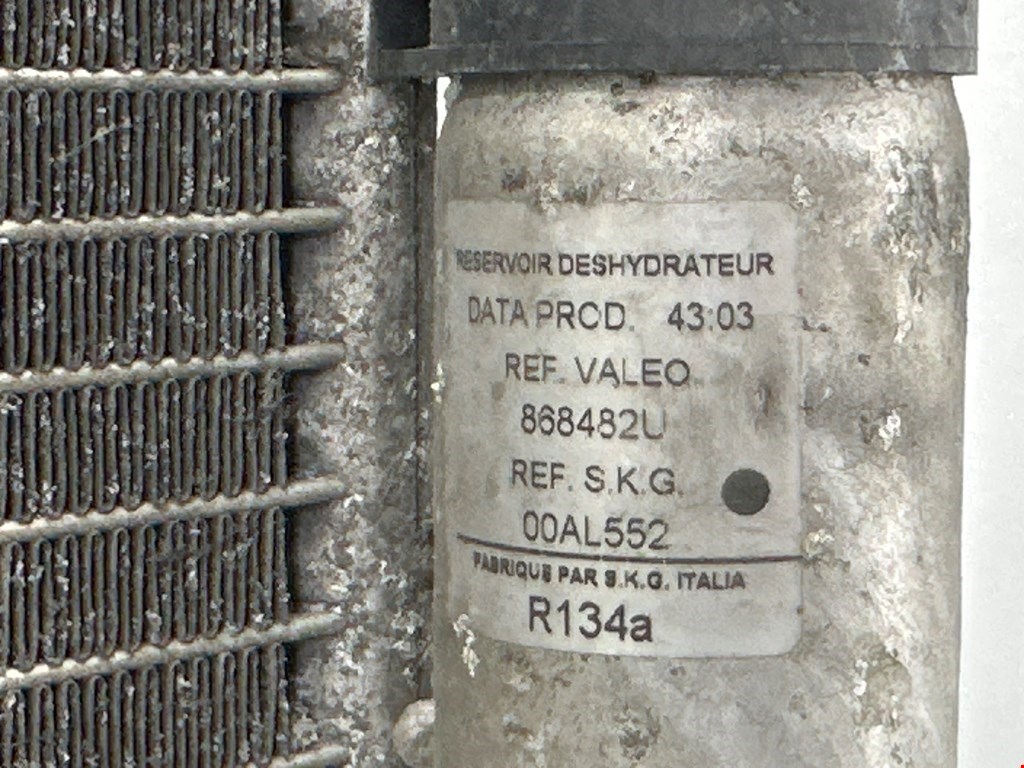 RESERVOIR DESHYDRATEUR
DATA PROD. 43:03
REF. VALEO
868482U
REF. S.K.G.
00AL552
FABRIQUE PAR S.K.G. ITALIA
R134a